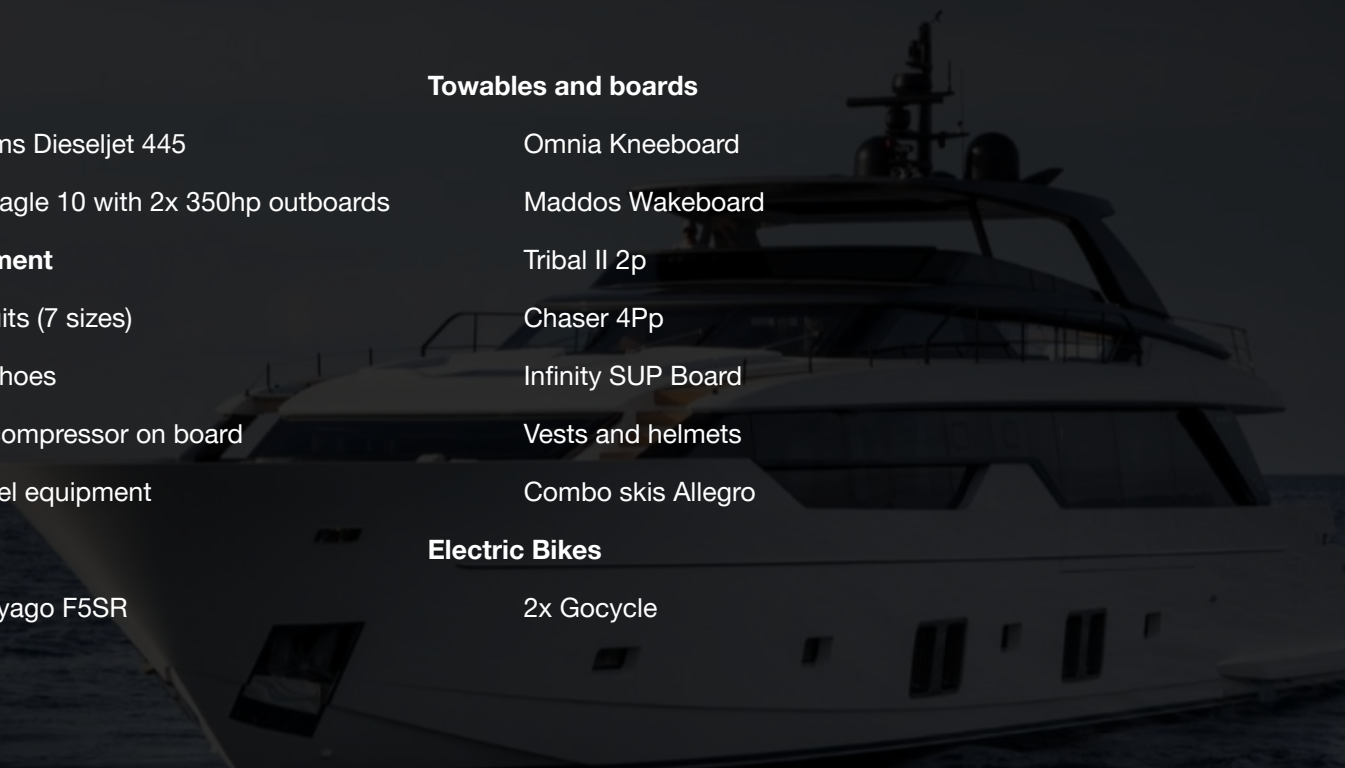 ms Dieseljet 445
agle 10 with 2x 350hp outboards
ment
its (7 sizes)
hoes
ompressor on board
el equipment
yago F5SR
Towables and boards
Omnia Kneeboard
Maddos Wakeboard
Tribal II 2p
Chaser 4Pp
Infinity SUP Board
Vests and helmets
Combo skis Allegro
Electric Bikes
2x Gocycle